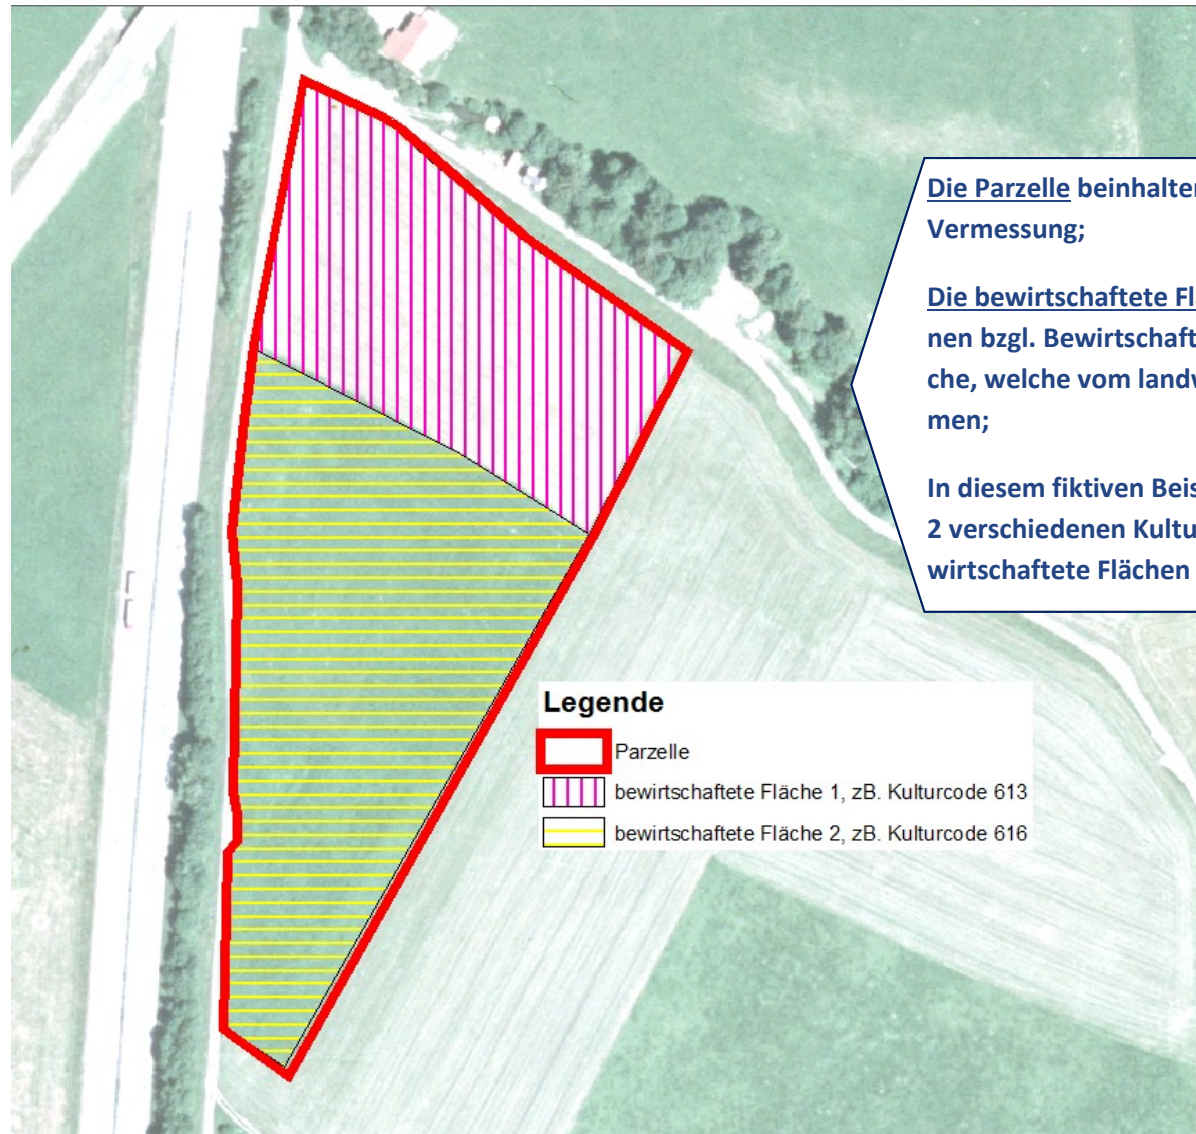 Die Parzelle beinhalten
Vermessung;
Die bewirtschaftete Fl
nen bzgl. Bewirtschaft
che, welche vom landw
men;
In diesem fiktiven Beis
2 verschiedenen Kultu
wirtschaftete Flächen
Legende
Parzelle
bewirtschaftete Fläche 1, zB. Kulturcode 613
bewirtschaftete Fläche 2, zB. Kulturcode 616